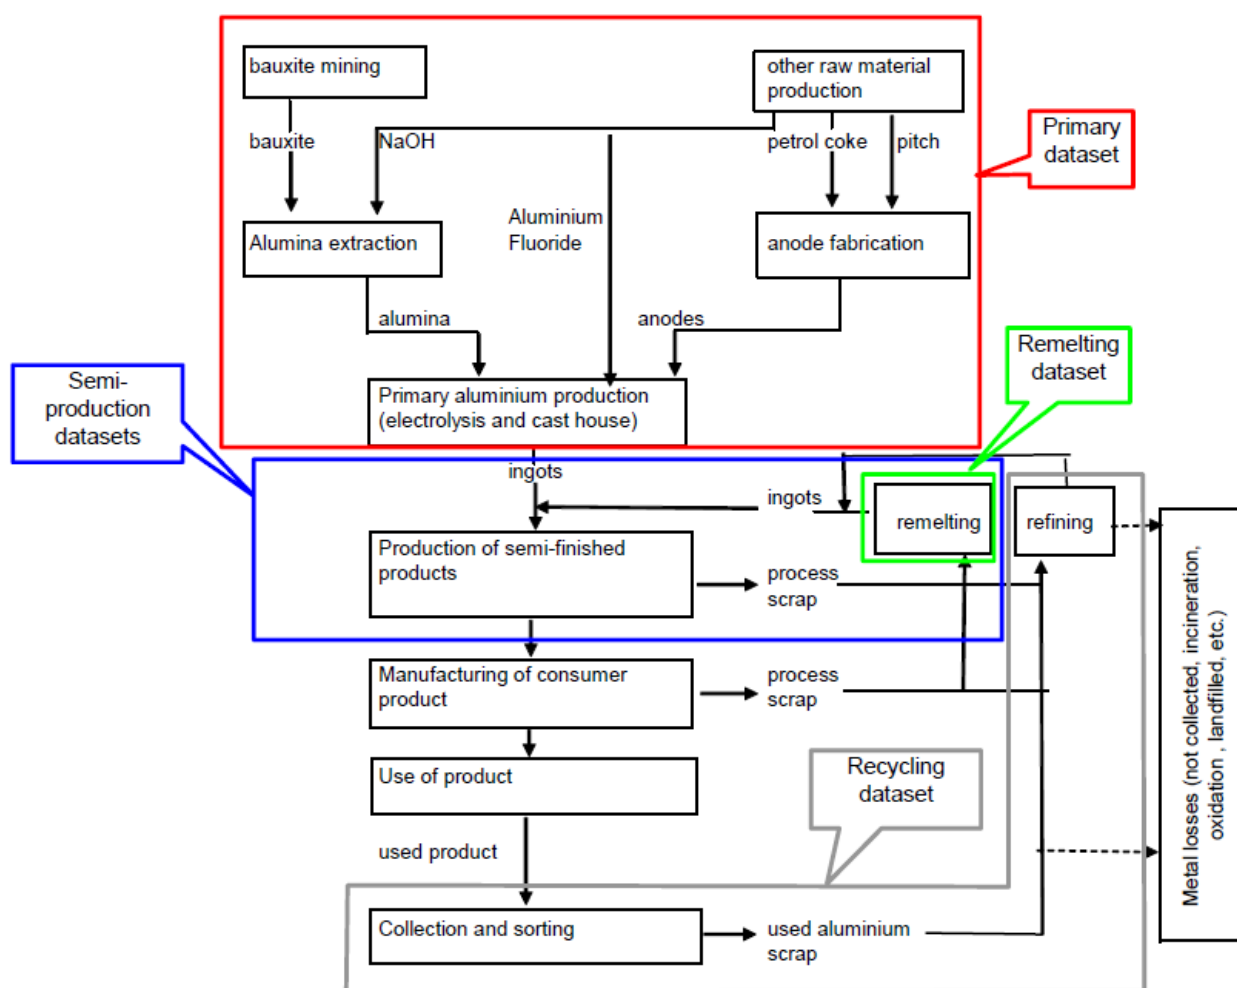 bauxite mining
other raw material
production
Primary
dataset
bauxite
NaOH
petrol coke
pitch
Aluminium
Fluoride
Alumina extraction
anode fabrication
alumina
anodes
Remelting
dataset
Semi-
production
datasets
Primary aluminium production
(electrolysis and cast house)
ingots
ingots
remelting
refining
Production of semi-finished
products
process
scrap
Manufacturing of consumer
product
process
scrap
Metal losses (not collected, incineration,
oxidation , landfilled, etc.)
Use of product
Recycling
dataset
used product
Collection and sorting
used aluminium
scrap